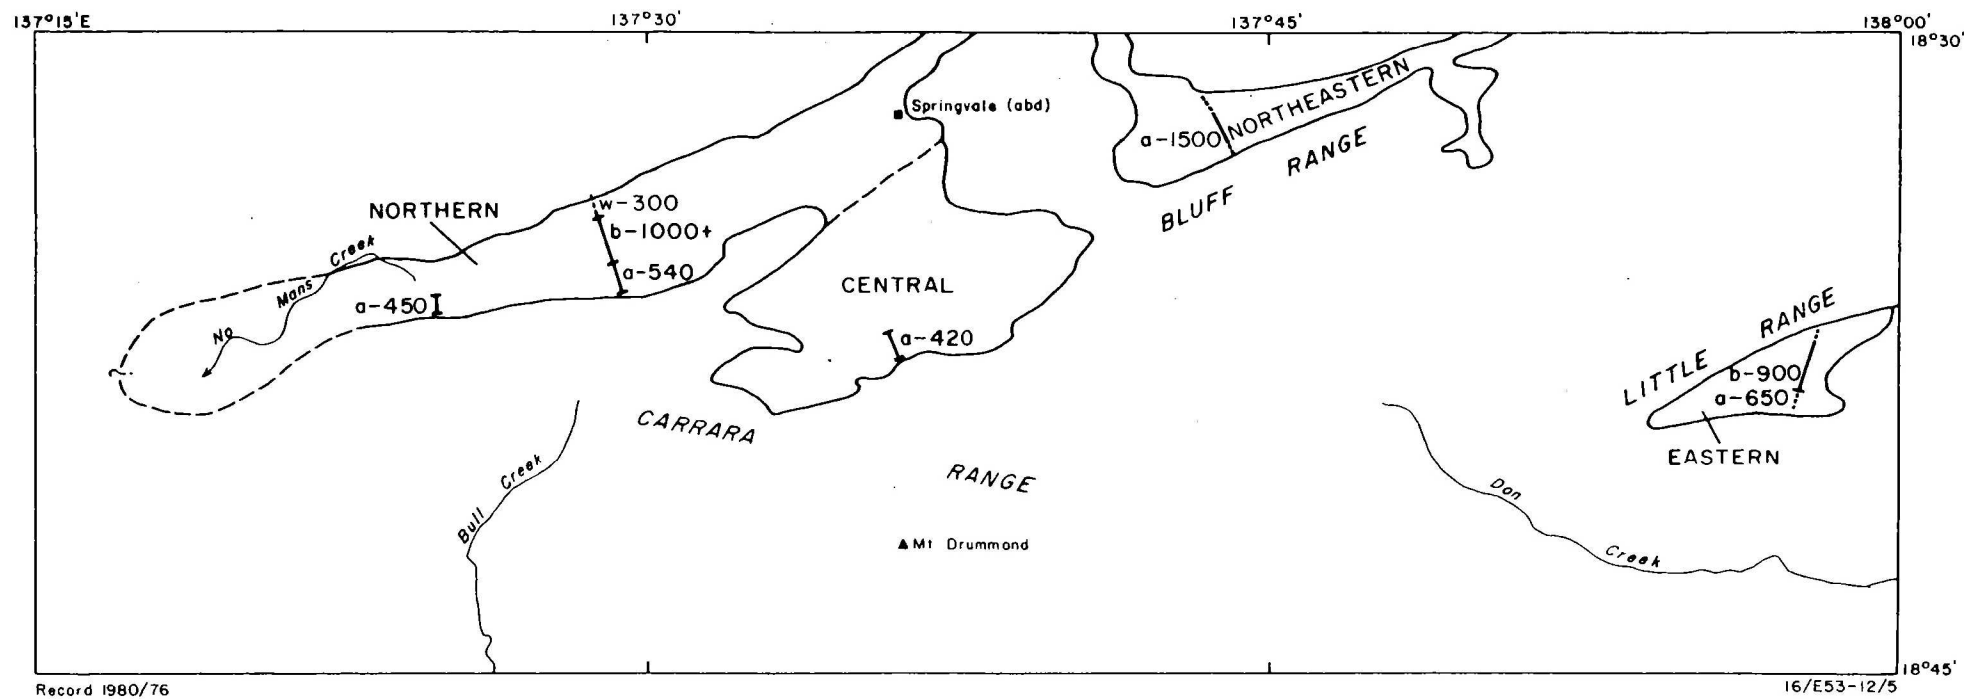 137°15'E
137°30'
137°45'
138°00'
18°30'
Springvale (abd)
NORTHEASTERN
a-1500
BLUFF RANGE
w-300
NORTHERN
b-1000+
Creek
a-540
Mans
a-450
No
CENTRAL
a-420
LITTLE RANGE
b-900
a-650
EASTERN
CARRARA
RANGE
Bull Creek
Don Creek
Mt Drummond
18°45'
Record 1980/76
16/E53-12/5